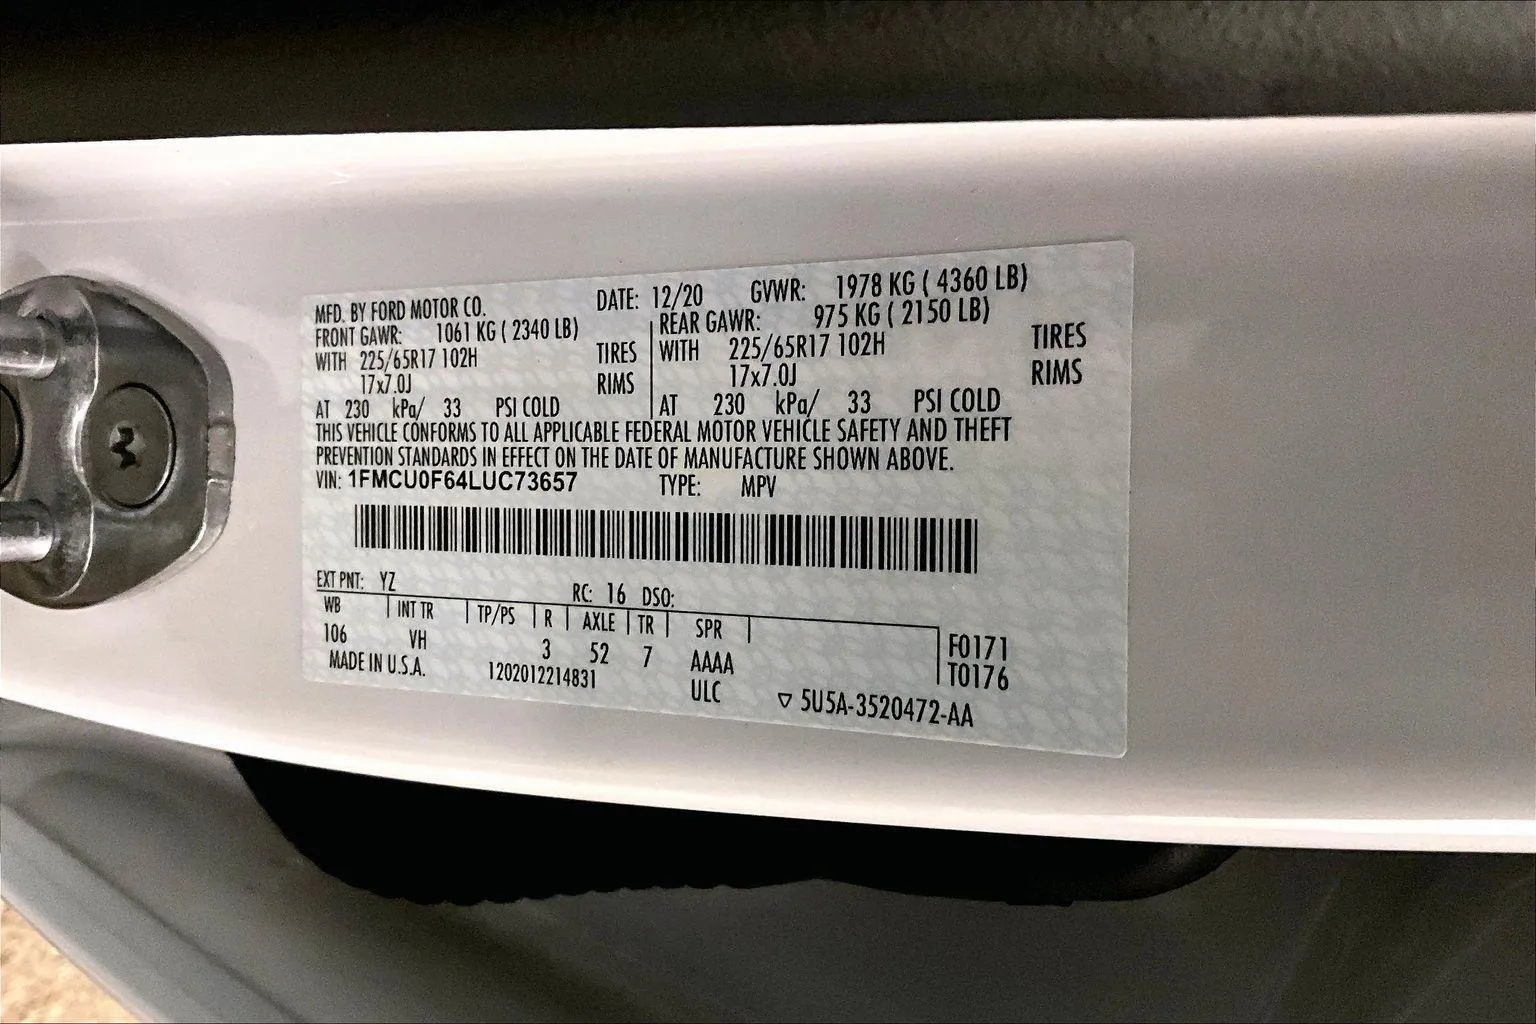 MFD. BY FORD MOTOR CO. DATE: 12/20 GVWR: 1978 KG ( 4360 LB)
FRONT GAWR: 1061 KG ( 2340 LB) REAR GAWR: 975 KG ( 2150 LB)
WITH 225/65R17 102H TIRES WITH 225/65R17 102H TIRES
17x7.0J RIMS 17x7.0J RIMS
AT 230 kPa/ 33 PSI COLD AT 230 kPa/ 33 PSI COLD
THIS VEHICLE CONFORMS TO ALL APPLICABLE FEDERAL MOTOR VEHICLE SAFETY AND THEFT
PREVENTION STANDARDS IN EFFECT ON THE DATE OF MANUFACTURE SHOWN ABOVE.
VIN: 1FMCU0F64LUC73657 TYPE: MPV
EXT PNT: YZ RC: 16 DSO:
WB INT TR TP/PS R AXLE TR SPR
106 VH 3 52 7 AAAA F0171
MADE IN U.S.A. 1202012214831 ULC T0176
▽ 5U5A-3520472-AA